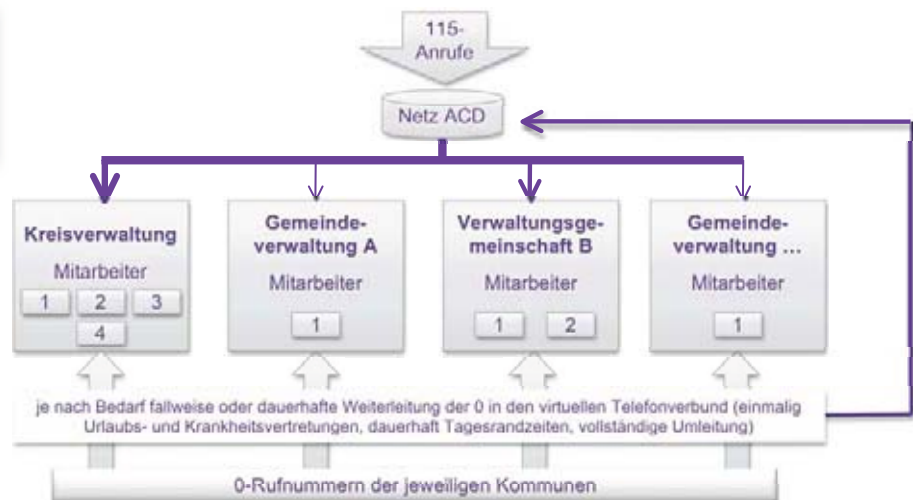 115-
Anrufe
Netz ACD
Kreisverwaltung
Mitarbeiter
1 2 3
4
Gemeinde-
verwaltung A
Mitarbeiter
1
Verwaltungsge-
meinschaft B
Mitarbeiter
1 2
Gemeinde-
verwaltung ...
Mitarbeiter
1
je nach Bedarf fallweise oder dauerhafte Weiterleitung der 0 in den virtuellen Telefonverbund (einmalig
Urlaubs- und Krankheitsvertretungen, dauerhaft Tagesrandzeiten, vollständige Umleitung)
0-Rufnummern der jeweiligen Kommunen